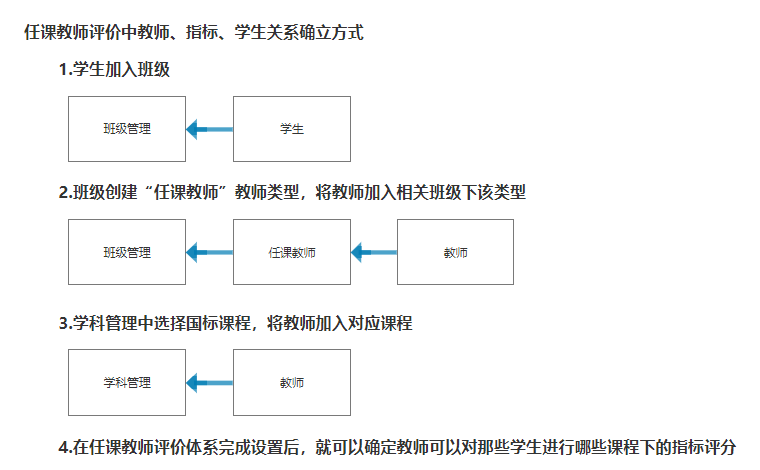 任课教师评价中教师、指标、学生关系确立方式
1.学生加入班级
班级管理
学生
2.班级创建“任课教师”教师类型，将教师加入相关班级下该类型
班级管理
任课教师
教师
3.学科管理中选择国标课程，将教师加入对应课程
学科管理
教师
4.在任课教师评价体系完成设置后，就可以确定教师可以对那些学生进行哪些课程下的指标评分